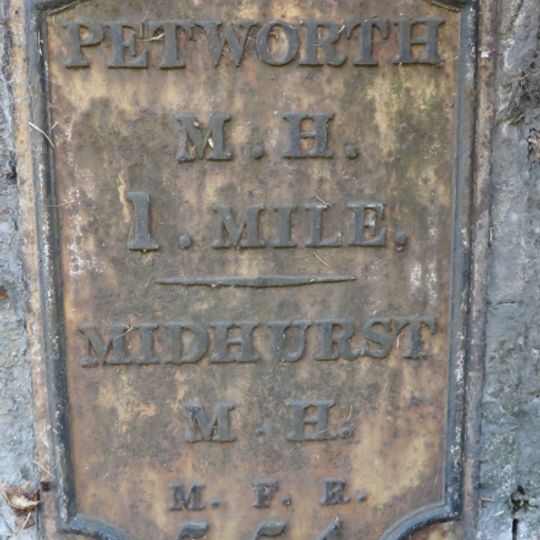 PETWORTH
M. H.
1. MILE.
MIDHURST
M. H.
M. F. R.